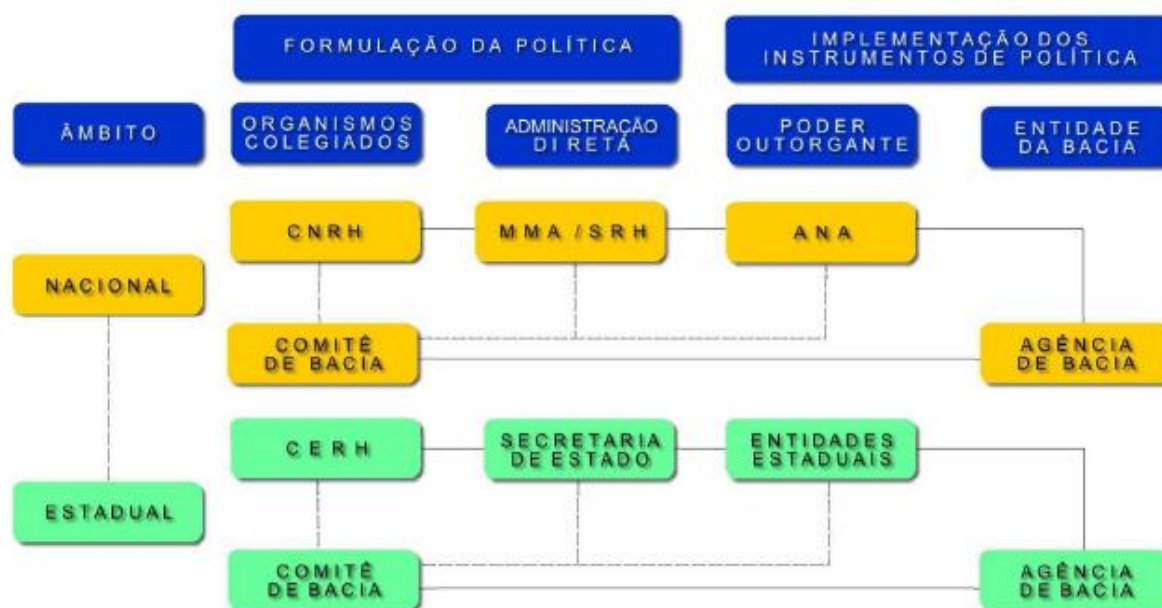 FORMULAÇÃO DA POLÍTICA
IMPLEMENTAÇÃO DOS
INSTRUMENTOS DE POLÍTICA
ÂMBITO
ORGANISMOS
COLEGIADOS
ADMINISTRAÇÃO
DIRETA
PODER
OUTORGANTE
ENTIDADE
DA BACIA
NACIONAL
CNRH
MMA / SRH
ANA
COMITÊ
DE BACIA
AGÊNCIA
DE BACIA
ESTADUAL
CERH
SECRETARIA
DE ESTADO
ENTIDADES
ESTADUAIS
COMITÊ
DE BACIA
AGÊNCIA
DE BACIA